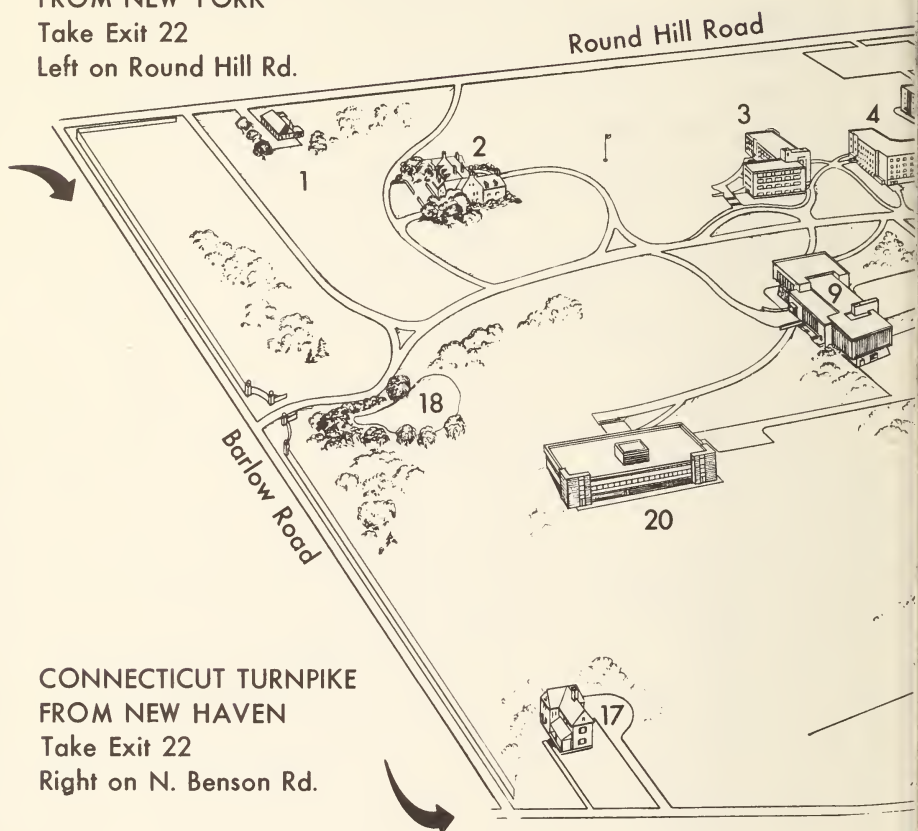 FROM NEW YORK
Take Exit 22
Left on Round Hill Rd.
Round Hill Road
1
2
3
4
9
18
Barlow Road
20
17
CONNECTICUT TURNPIKE
FROM NEW HAVEN
Take Exit 22
Right on N. Benson Rd.